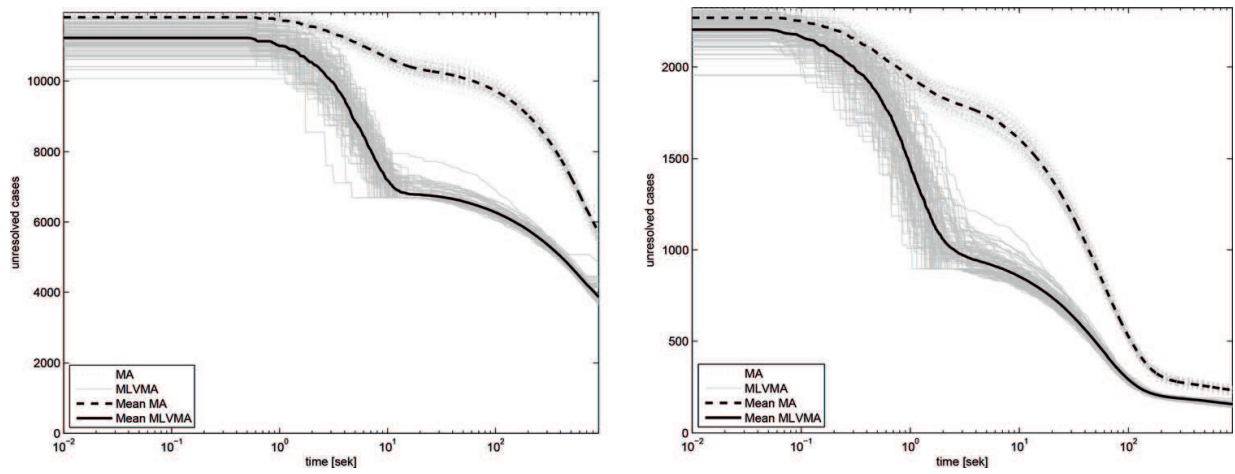 unresolved cases
10000
8000
6000
4000
2000
0
MA
MLVMA
Mean MA
Mean MLVMA
10⁻²
10⁻¹
10⁰
10¹
10²
time [sek]
unresolved cases
2000
1500
1000
500
0
MA
MLVMA
Mean MA
Mean MLVMA
10⁻²
10⁻¹
10⁰
10¹
10²
time [sek]